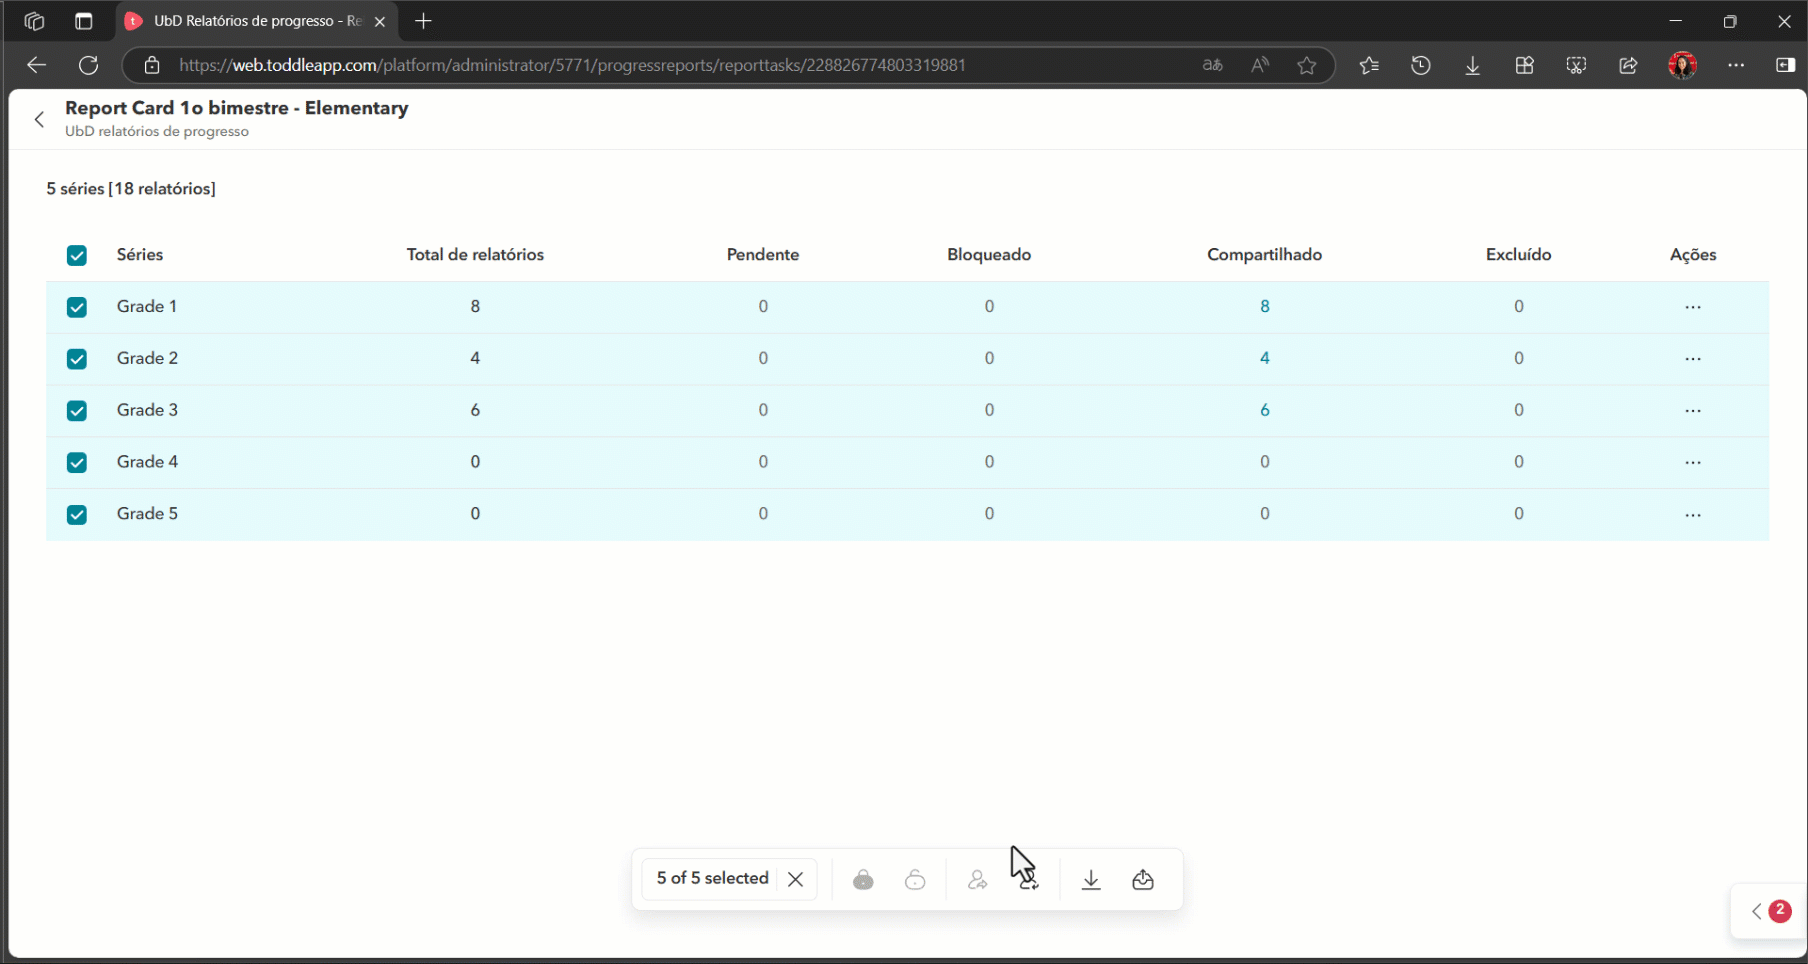 UbD Relatórios de progresso - Re
https://web.toddleapp.com/platform/administrator/5771/progressreports/reporttasks/228826774803319881
Report Card 1o bimestre - Elementary
UbD relatórios de progresso
5 séries [18 relatórios]
Séries Total de relatórios Pendente Bloqueado Compartilhado Excluído Ações
Grade 1 8 0 0 8 0
Grade 2 4 0 0 4 0
Grade 3 6 0 0 6 0
Grade 4 0 0 0 0 0
Grade 5 0 0 0 0 0
5 of 5 selected
2